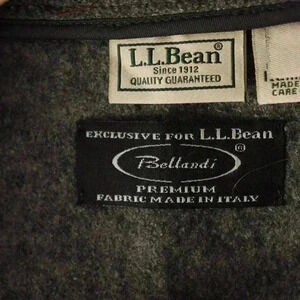 L.L.Bean®
Since 1912
QUALITY GUARANTEED
MADE
CARE
EXCLUSIVE FOR L.L.Bean
Bellandi®
PREMIUM
FABRIC MADE IN ITALY